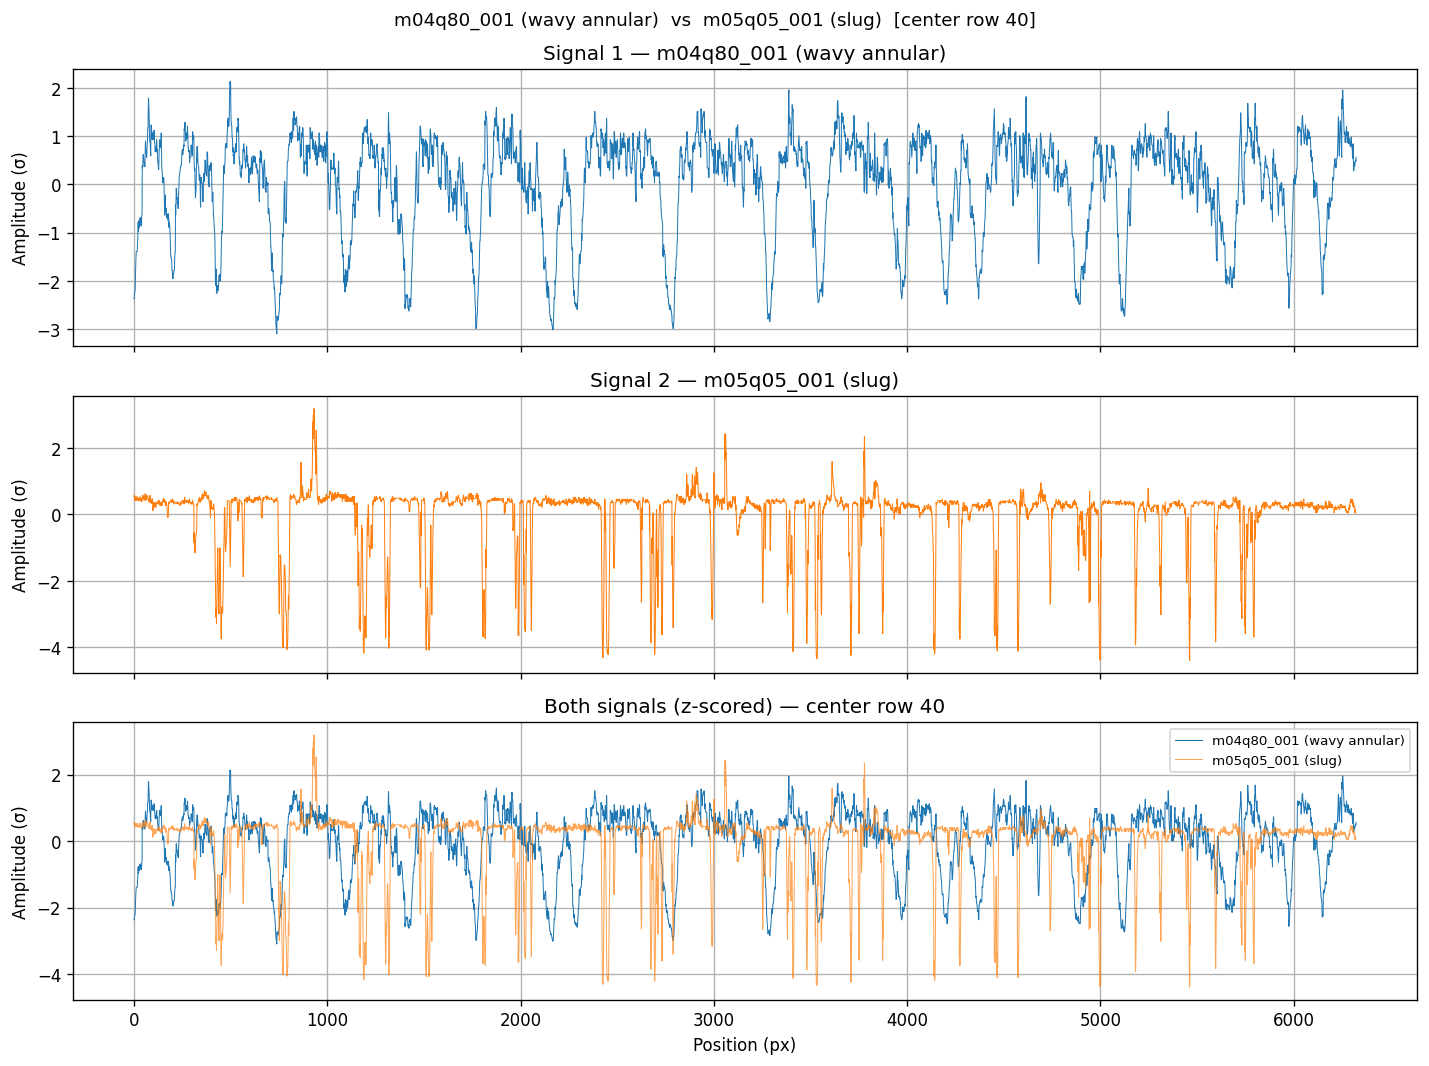 m04q80_001 (wavy annular)  vs  m05q05_001 (slug)  [center row 40]
Signal 1 — m04q80_001 (wavy annular)
Amplitude (σ)
2
1
0
−1
−2
−3
Signal 2 — m05q05_001 (slug)
Amplitude (σ)
2
0
−2
−4
Both signals (z-scored) — center row 40
Amplitude (σ)
2
0
−2
−4
m04q80_001 (wavy annular)
m05q05_001 (slug)
0 1000 2000 3000 4000 5000 6000
Position (px)